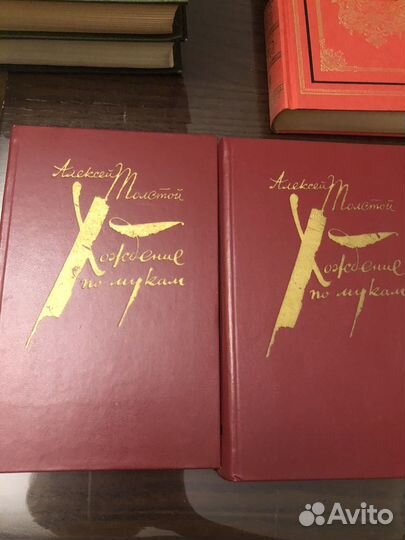 Алексей Толстой
Хождение
по мукам
Алексей Толстой
Хождение
по мукам
Avito